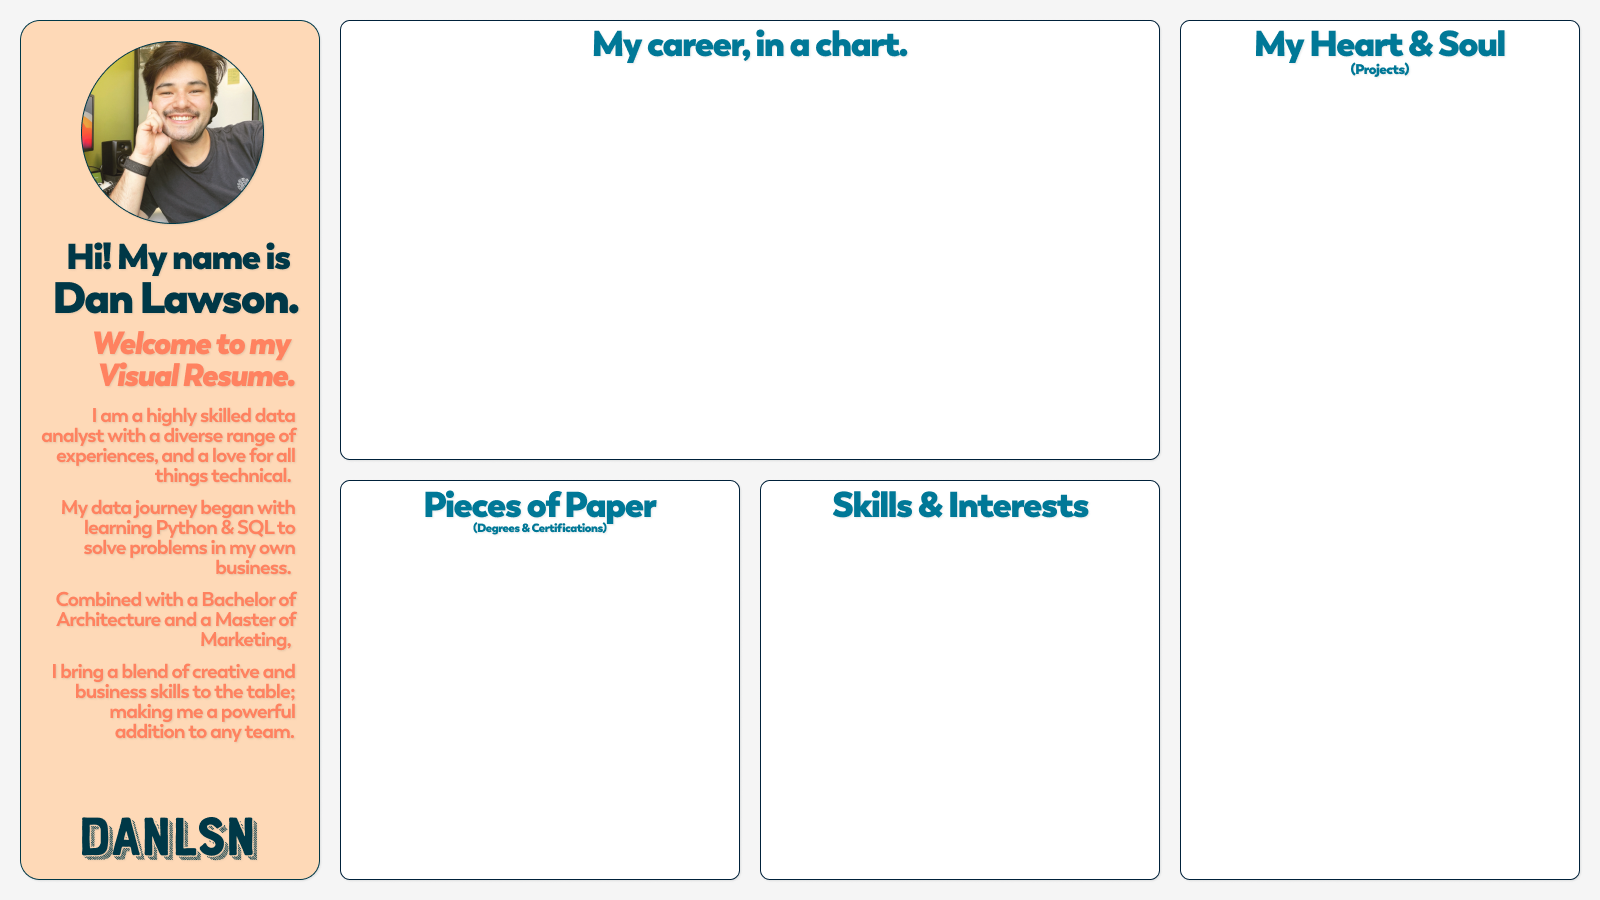 Hi! My name is
Dan Lawson.
Welcome to my
Visual Resume.
I am a highly skilled data
analyst with a diverse range of
experiences, and a love for all
things technical.
My data journey began with
learning Python & SQL to
solve problems in my own
business.
Combined with a Bachelor of
Architecture and a Master of
Marketing,
I bring a blend of creative and
business skills to the table;
making me a powerful
addition to any team.
DANLSN
My career, in a chart.
Pieces of Paper
(Degrees & Certifications)
Skills & Interests
My Heart & Soul
(Projects)